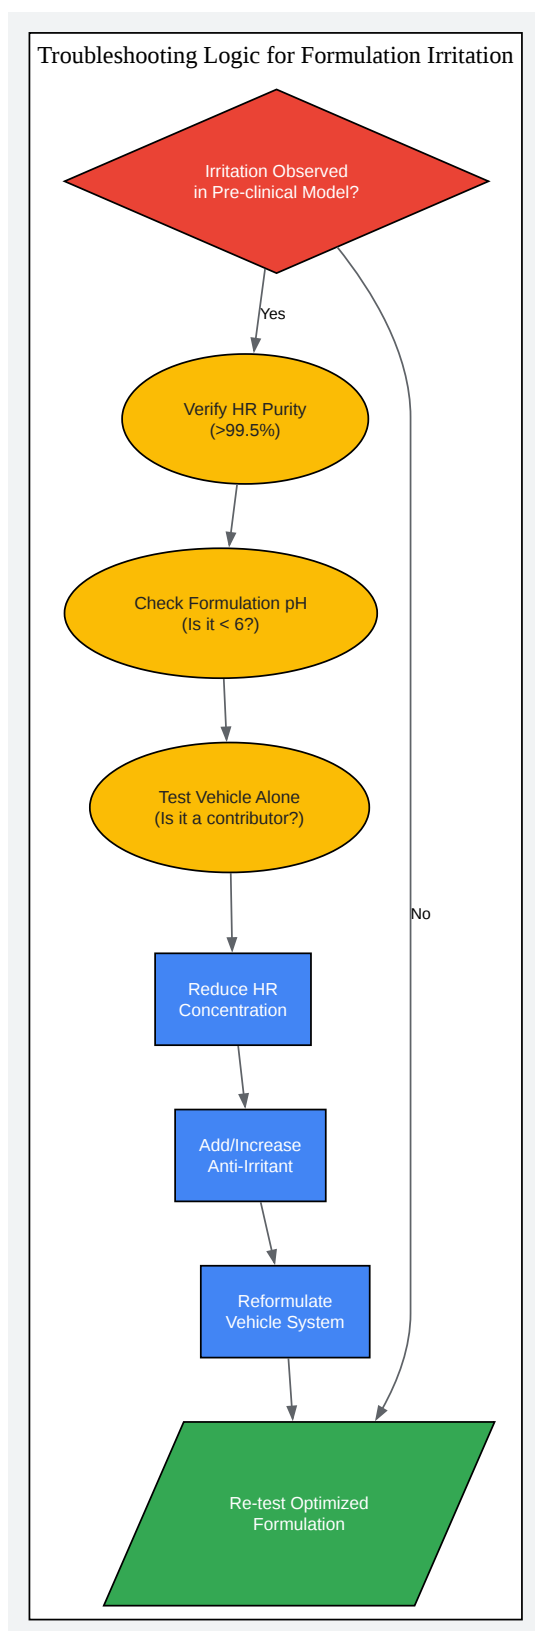 Troubleshooting Logic for Formulation Irritation
Irritation Observed
in Pre-clinical Model?
Yes
Verify HR Purity
(>99.5%)
Check Formulation pH
(Is it < 6?)
Test Vehicle Alone
(Is it a contributor?)
No
Reduce HR
Concentration
Add/Increase
Anti-Irritant
Reformulate
Vehicle System
Re-test Optimized
Formulation